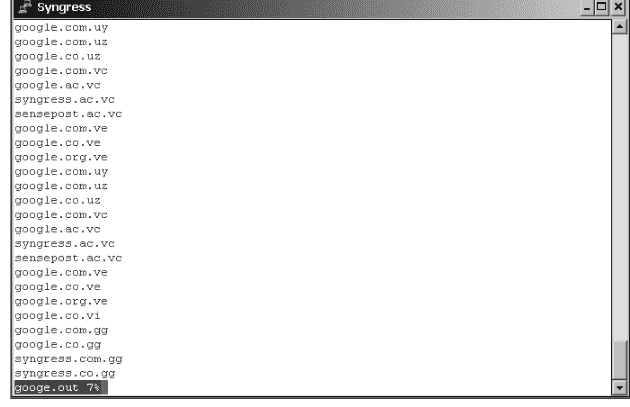 Syngress
google.com.uy
google.com.uz
google.co.uz
google.com.vc
google.ac.vc
syngress.ac.vc
sensepost.ac.vc
google.com.ve
google.co.ve
google.org.ve
google.com.uy
google.com.uz
google.co.uz
google.com.vc
google.ac.vc
syngress.ac.vc
sensepost.ac.vc
google.com.ve
google.co.ve
google.org.ve
google.co.vi
google.com.gg
google.co.gg
syngress.com.gg
syngress.co.gg
googe.out 7%